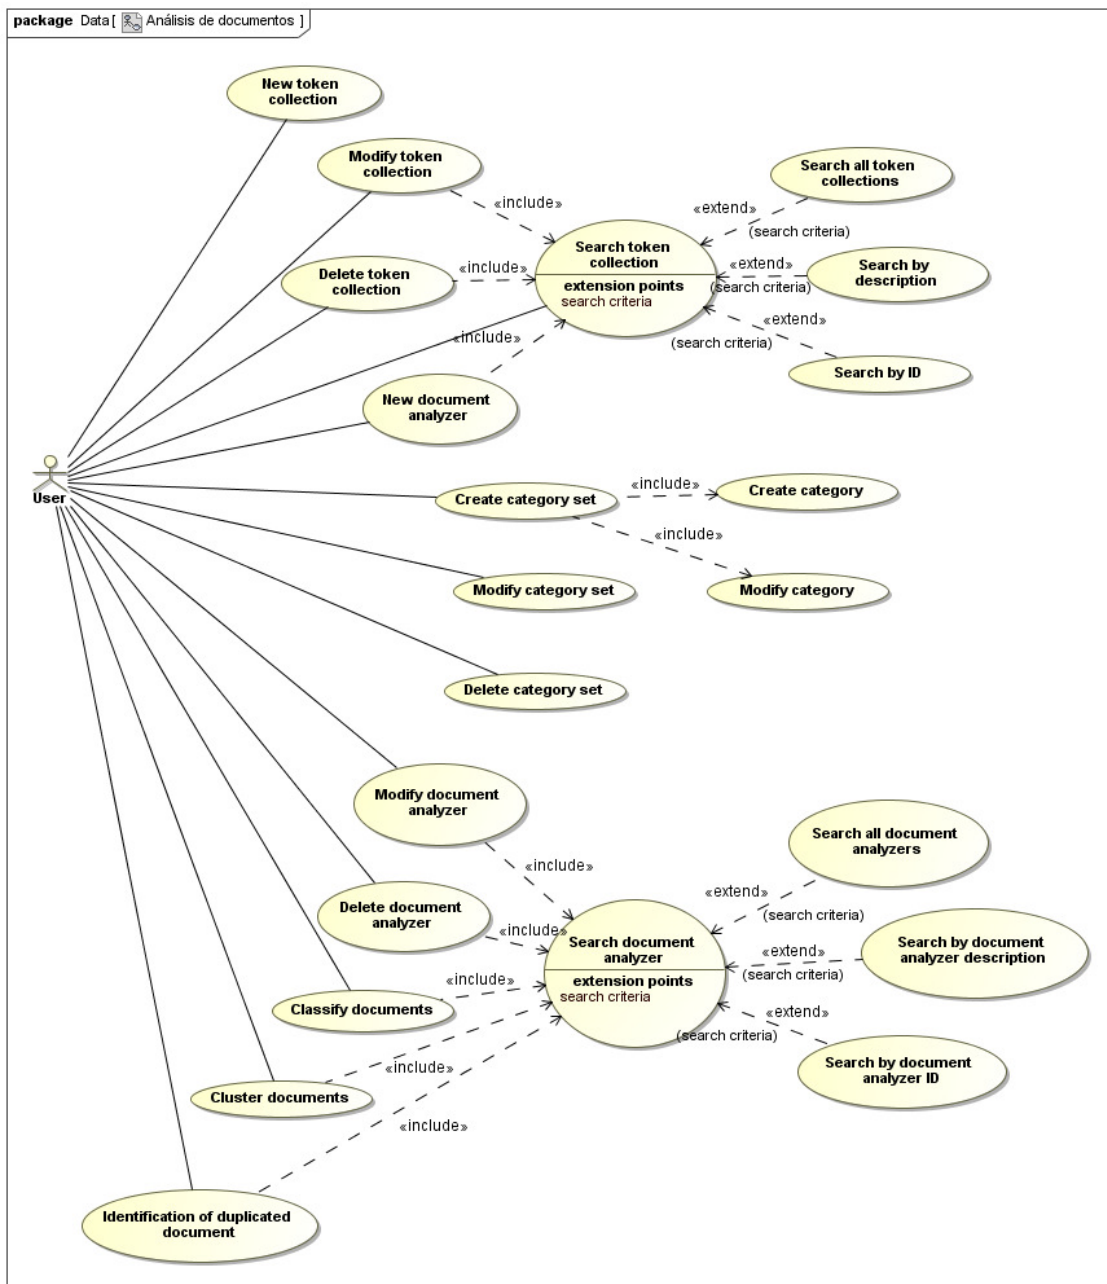 package Data[ Análisis de documentos ]
New token
collection
Modify token
collection
Search all token
collections
«include»
«extend»
(search criteria)
Search token
collection
extension points
search criteria
Delete token
collection
«include»
«extend»
(search criteria)
Search by
description
«include»
«extend»
(search criteria)
Search by ID
New document
analyzer
User
Create category set
«include»
Create category
«include»
Modify category set
Modify category
Delete category set
Modify document
analyzer
Search all document
analyzers
«include»
«extend»
(search criteria)
Delete document
analyzer
«include»
Search document
analyzer
extension points
search criteria
Search by document
analyzer description
«extend»
(search criteria)
«include»
Classify documents
«extend»
(search criteria)
Search by document
analyzer ID
«include»
Cluster documents
«include»
Identification of duplicated
document